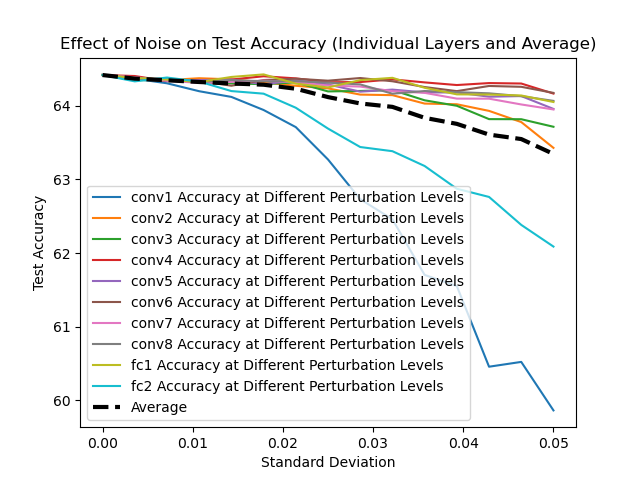 Effect of Noise on Test Accuracy (Individual Layers and Average)
Test Accuracy
64
63
62
61
60
conv1 Accuracy at Different Perturbation Levels
conv2 Accuracy at Different Perturbation Levels
conv3 Accuracy at Different Perturbation Levels
conv4 Accuracy at Different Perturbation Levels
conv5 Accuracy at Different Perturbation Levels
conv6 Accuracy at Different Perturbation Levels
conv7 Accuracy at Different Perturbation Levels
conv8 Accuracy at Different Perturbation Levels
fc1 Accuracy at Different Perturbation Levels
fc2 Accuracy at Different Perturbation Levels
Average
0.00 0.01 0.02 0.03 0.04 0.05
Standard Deviation